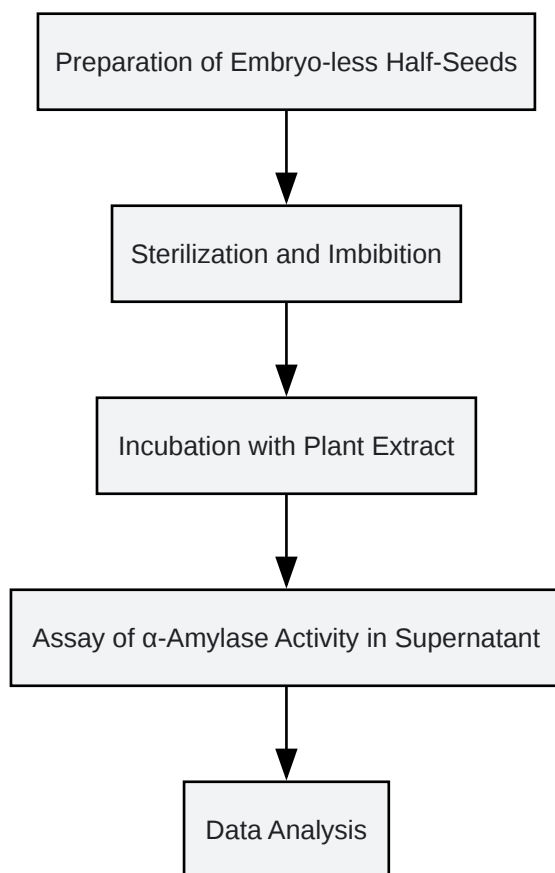 Preparation of Embryo-less Half-Seeds
Sterilization and Imbibition
Incubation with Plant Extract
Assay of α-Amylase Activity in Supernatant
Data Analysis